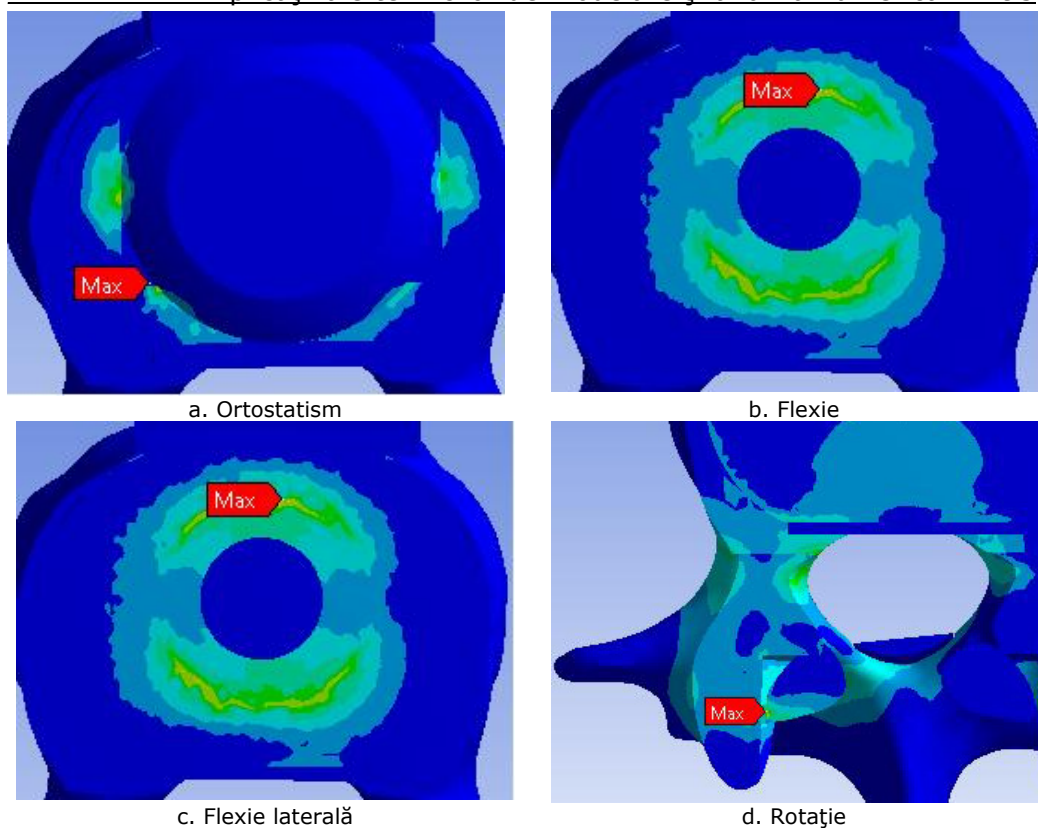 Max
Max
a. Ortostatism
b. Flexie
Max
c. Flexie laterală
Max
d. Rotaţie